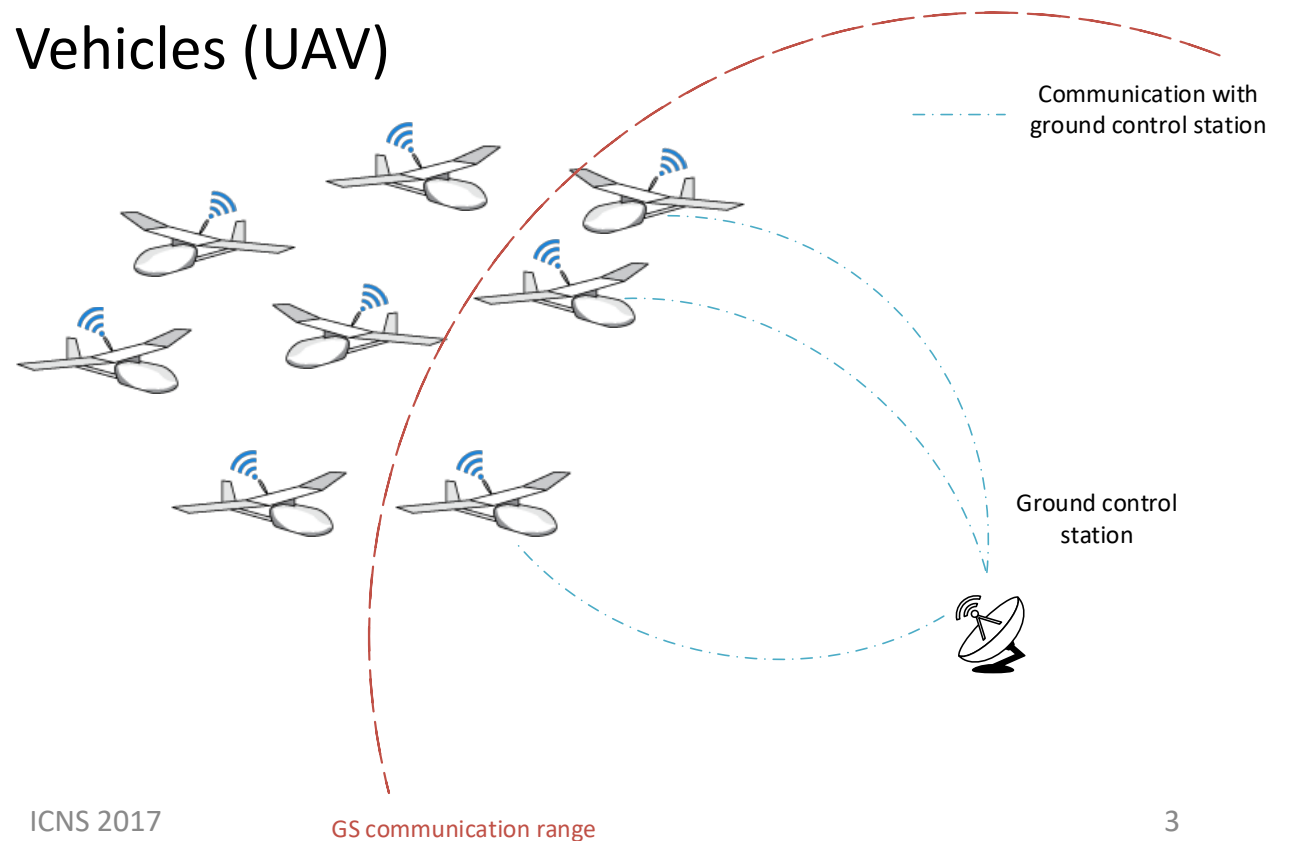 Vehicles (UAV)
Communication with
ground control station
Ground control
station
ICNS 2017
GS communication range
3